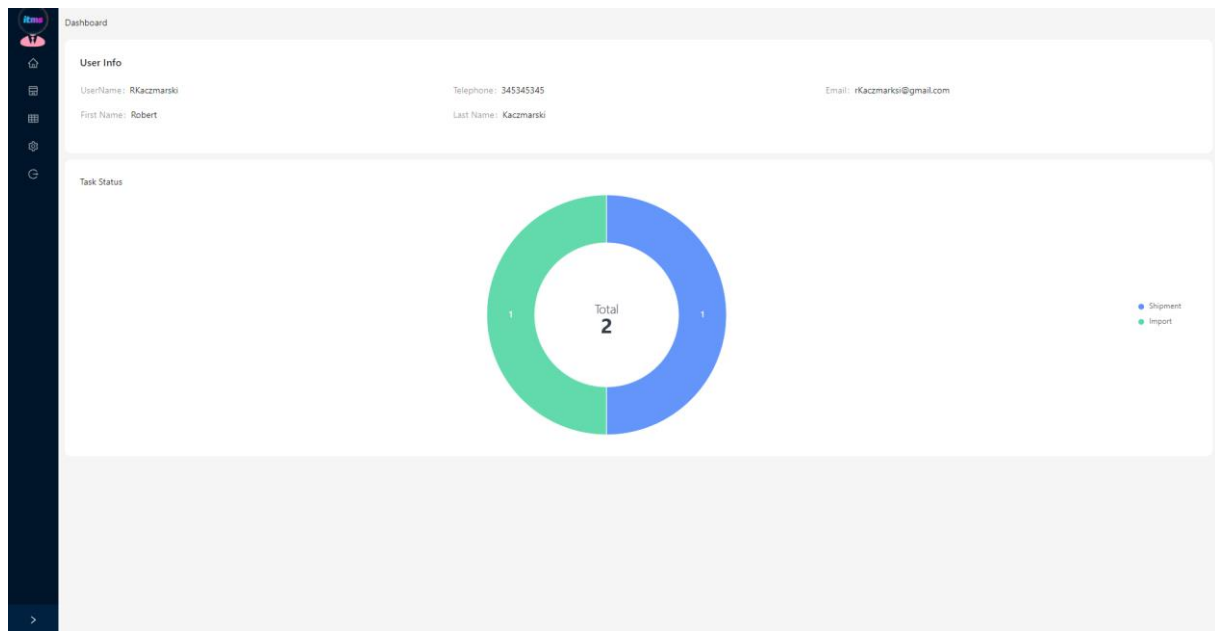 itmo
Dashboard
User Info
UserName: RKaczmarski
Telephone: 345345345
Email: rKaczmarksi@gmail.com
First Name: Robert
Last Name: Kaczmarski
Task Status
1
Total
2
1
Shipment
Import